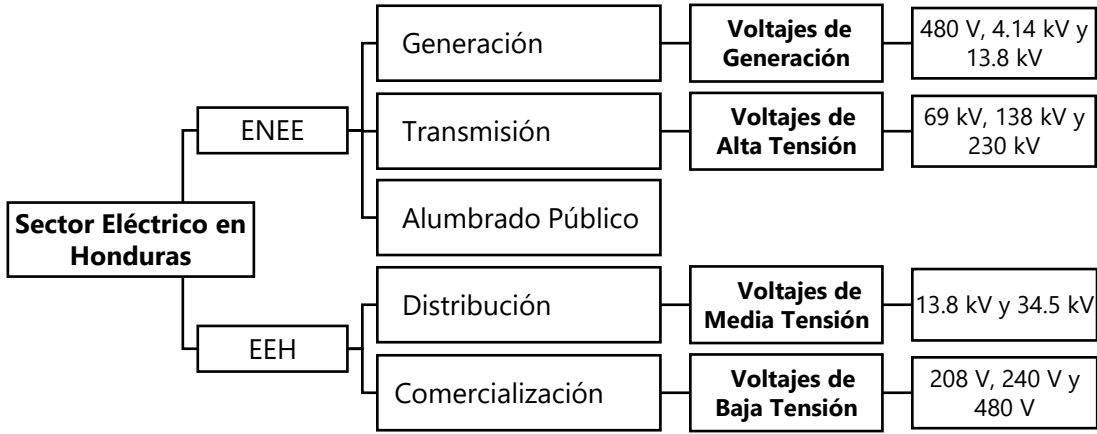 Sector Eléctrico en
Honduras
ENEE
Generación
Voltajes de
Generación
480 V, 4.14 kV y
13.8 kV
Transmisión
Voltajes de
Alta Tensión
69 kV, 138 kV y
230 kV
Alumbrado Público
EEH
Distribución
Voltajes de
Media Tensión
13.8 kV y 34.5 kV
Comercialización
Voltajes de
Baja Tensión
208 V, 240 V y
480 V